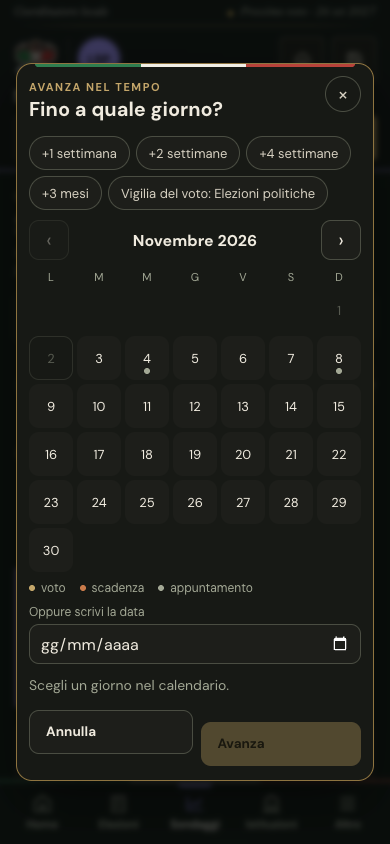 AVANZA NEL TEMPO
Fino a quale giorno?
×
+1 settimana +2 settimane +4 settimane
+3 mesi Vigilia del voto: Elezioni politiche
‹ Novembre 2026 ›
L M M G V S D
1
2 3 4 5 6 7 8
9 10 11 12 13 14 15
16 17 18 19 20 21 22
23 24 25 26 27 28 29
30
voto scadenza appuntamento
Oppure scrivi la data
gg/mm/aaaa
Scegli un giorno nel calendario.
Annulla Avanza